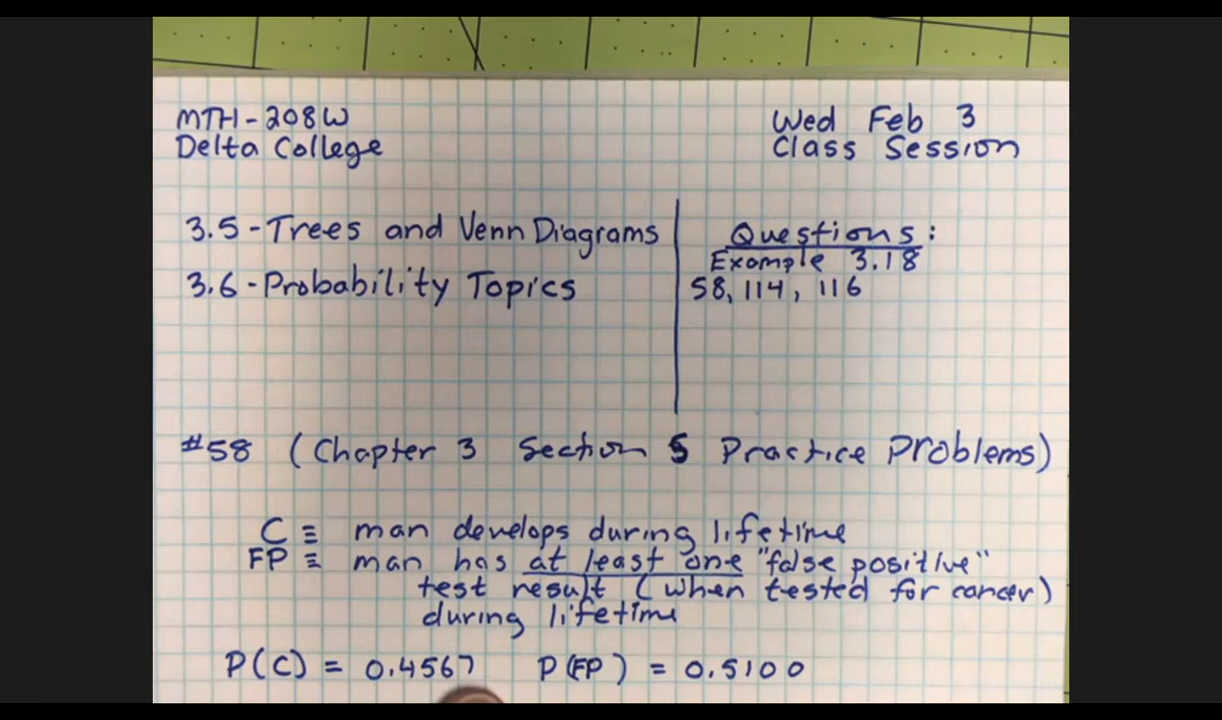 MTH-208W
Delta College
Wed Feb 3
Class Session
3.5-Trees and Venn Diagrams
3.6-Probability Topics
Questions:
Example 3.18
58, 114, 116
#58 (Chapter 3 Section 5 Practice Problems)
C ≡ man develops during lifetime
FP ≡ man has at least one "false positive"
test result (when tested for cancer)
during lifetime
P(C) = 0.4567 P(FP) = 0.5100